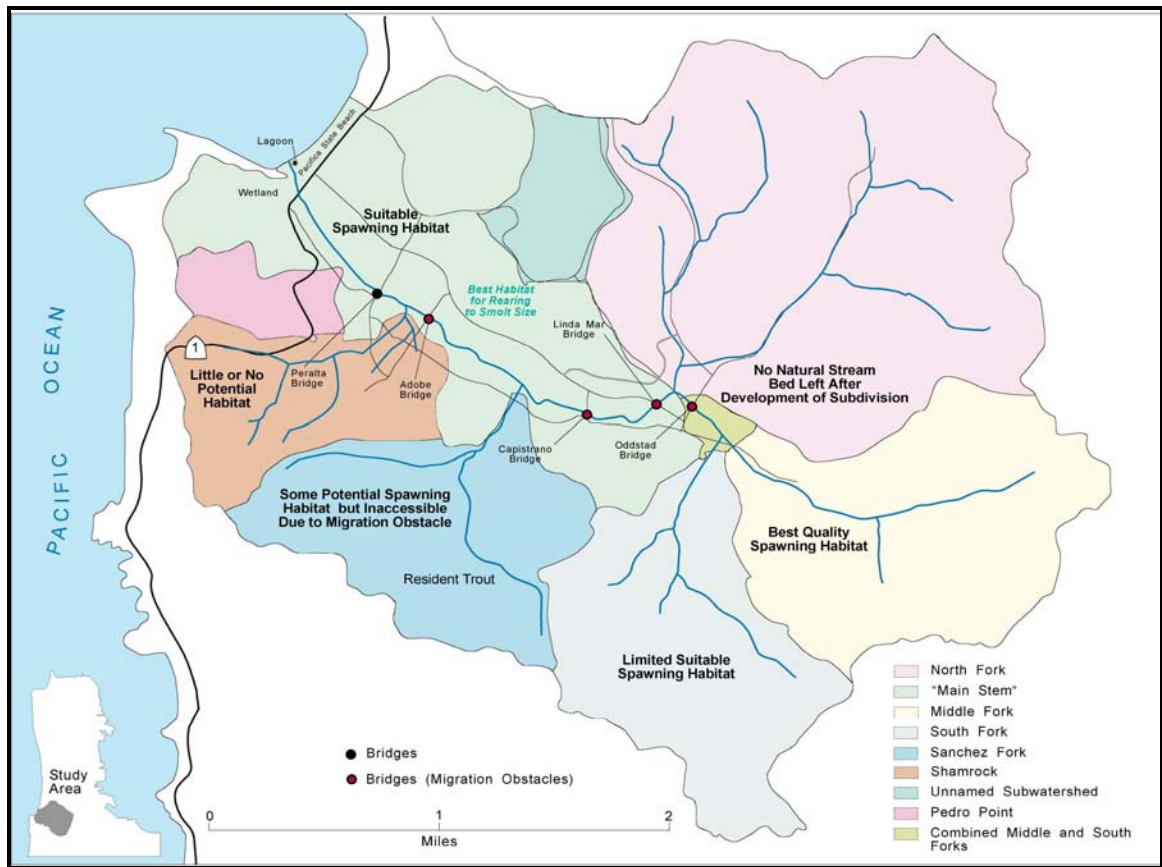 Lagoon
Pacifica State Beach
Wetland
Suitable
Spawning Habitat
Best Habitat
for Rearing
to Smolt Size
Linda Mar
Bridge
PACIFIC OCEAN
1
Little or No
Potential
Habitat
Peralta
Bridge
Adobe
Bridge
No Natural Stream
Bed Left After
Development of Subdivision
Capistrano
Bridge
Oddstad
Bridge
Some Potential Spawning
Habitat but Inaccessible
Due to Migration Obstacle
Best Quality
Spawning Habitat
Resident Trout
Limited Suitable
Spawning Habitat
North Fork
"Main Stem"
Middle Fork
South Fork
Sanchez Fork
Shamrock
Unnamed Subwatershed
Pedro Point
Combined Middle and South
Forks
Bridges
Bridges (Migration Obstacles)
Study
Area
0 1 2
Miles